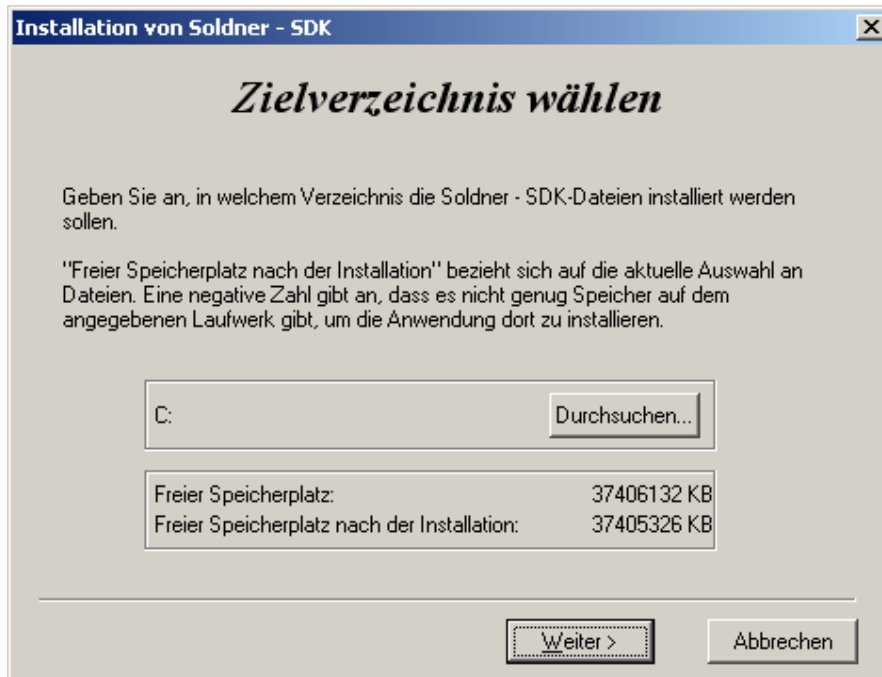 Installation von Soldner - SDK
Zielverzeichnis wählen
Geben Sie an, in welchem Verzeichnis die Soldner - SDK-Dateien installiert werden
sollen.
"Freier Speicherplatz nach der Installation" bezieht sich auf die aktuelle Auswahl an
Dateien. Eine negative Zahl gibt an, dass es nicht genug Speicher auf dem
angegebenen Laufwerk gibt, um die Anwendung dort zu installieren.
C:
Durchsuchen...
Freier Speicherplatz: 37406132 KB
Freier Speicherplatz nach der Installation: 37405326 KB
Weiter >
Abbrechen